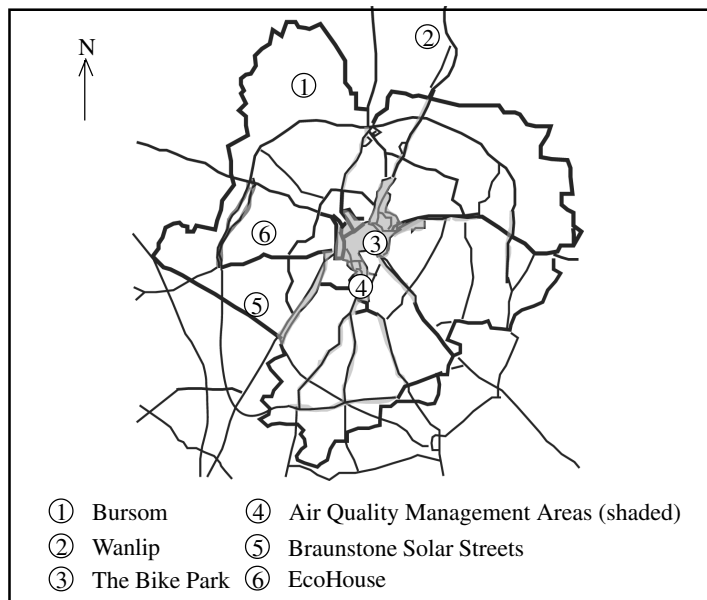 N
2
1
6
3
4
5
1 Bursom
2 Wanlip
3 The Bike Park
4 Air Quality Management Areas (shaded)
5 Braunstone Solar Streets
6 EcoHouse